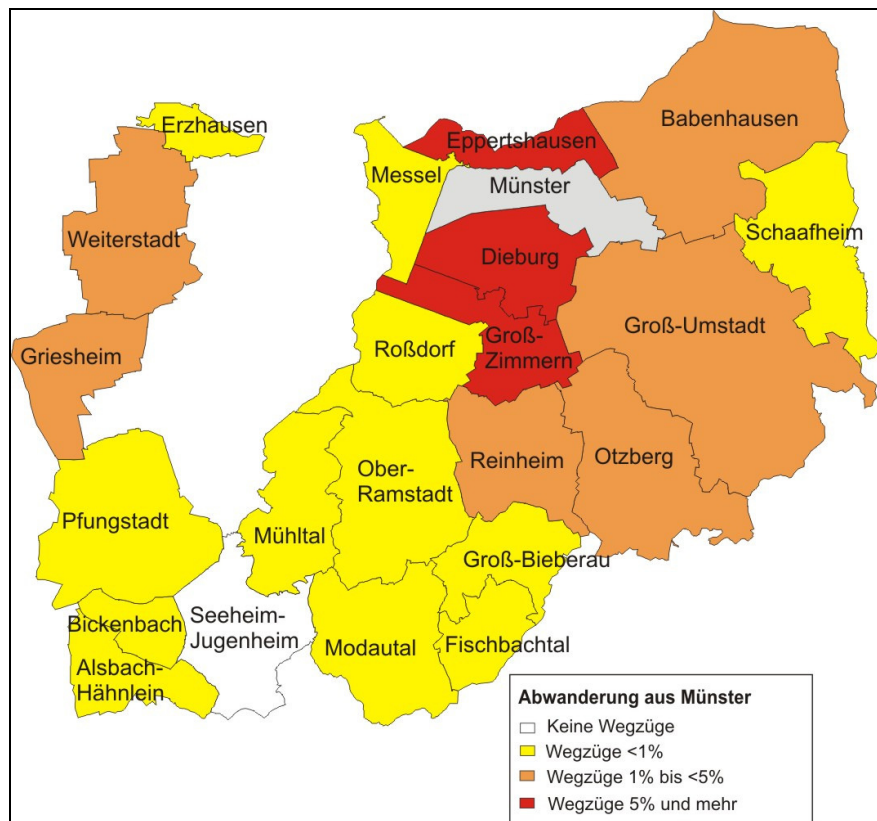 Erzhausen
Babenhausen
Eppertshausen
Messel
Münster
Weiterstadt
Schaafheim
Dieburg
Groß-Umstadt
Griesheim
Roßdorf
Groß-
Zimmern
Reinheim
Otzberg
Ober-
Ramstadt
Pfungstadt
Mühltal
Groß-Bieberau
Seeheim-
Jugenheim
Bickenbach
Modautal
Fischbachtal
Alsbach-
Hähnlein
Abwanderung aus Münster
Keine Wegzüge
Wegzüge <1%
Wegzüge 1% bis <5%
Wegzüge 5% und mehr